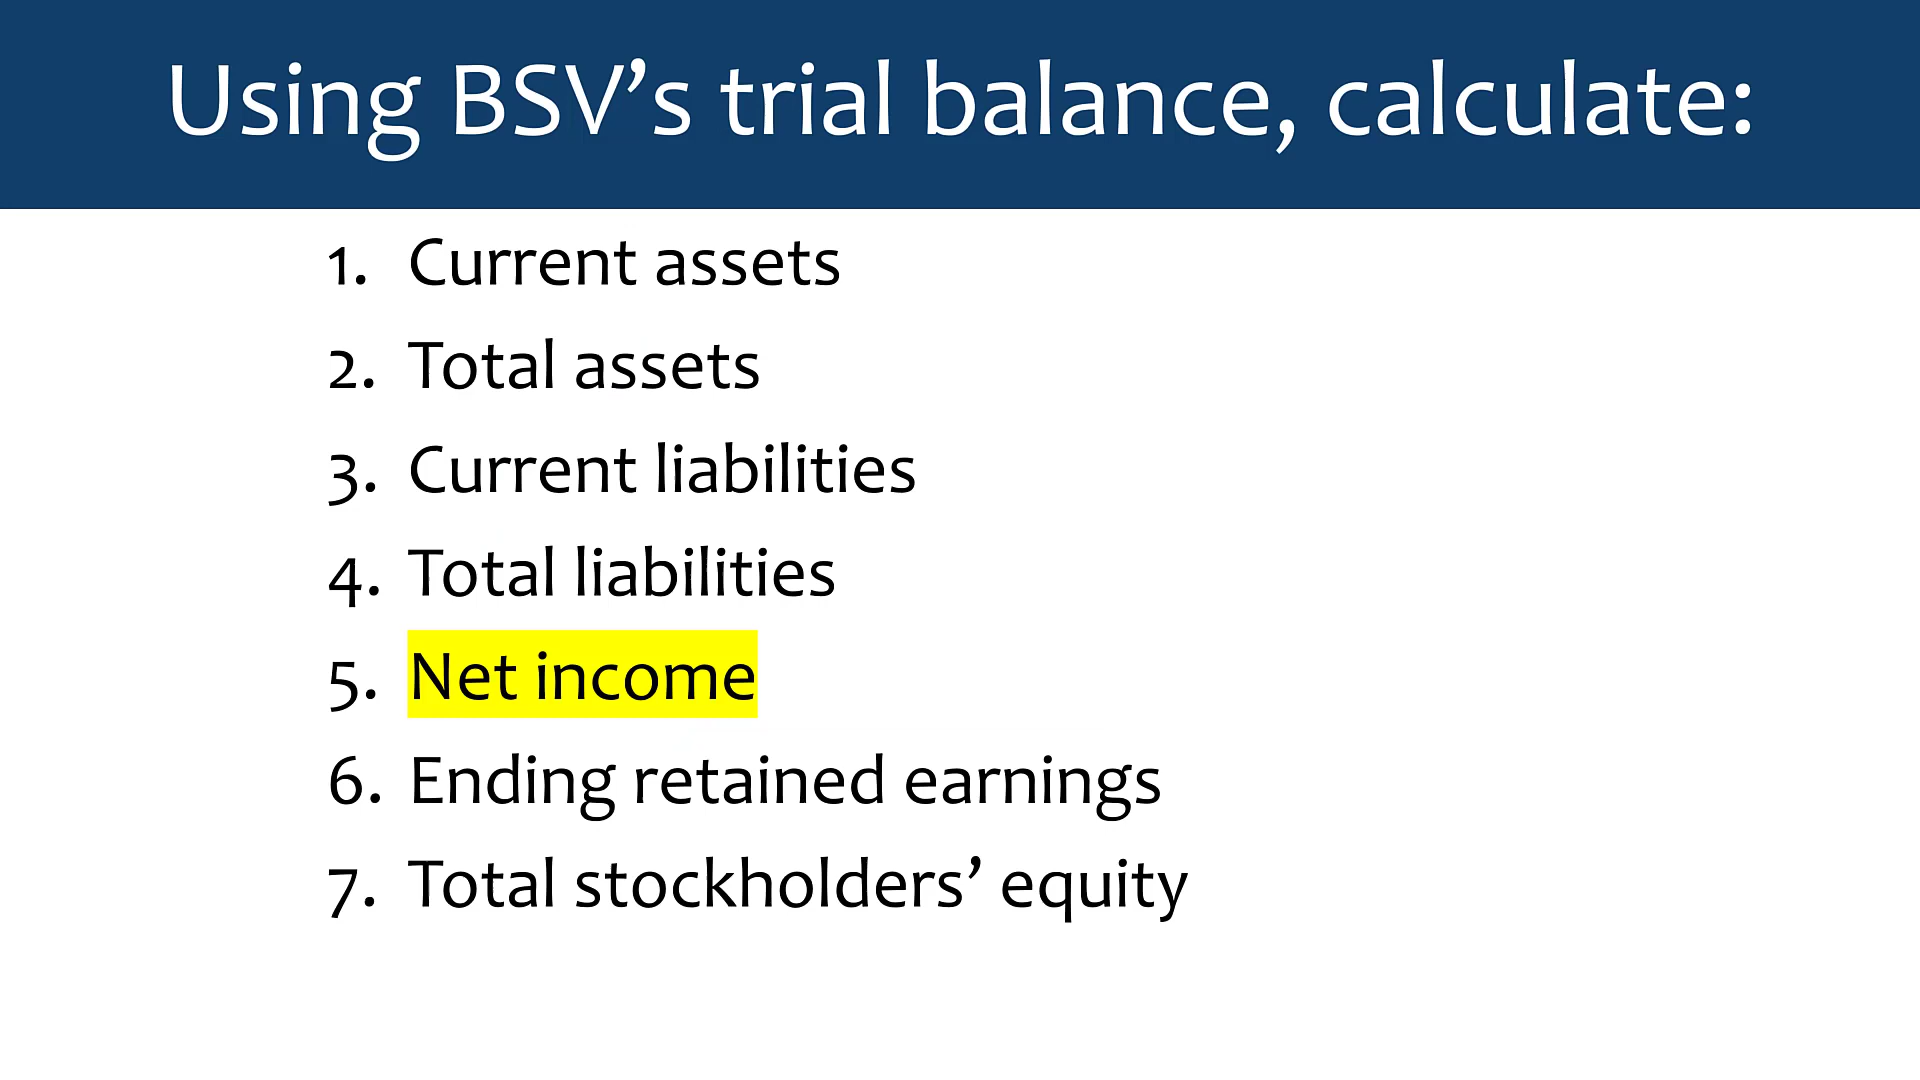 Using BSV’s trial balance, calculate:
1. Current assets
2. Total assets
3. Current liabilities
4. Total liabilities
5. Net income
6. Ending retained earnings
7. Total stockholders’ equity